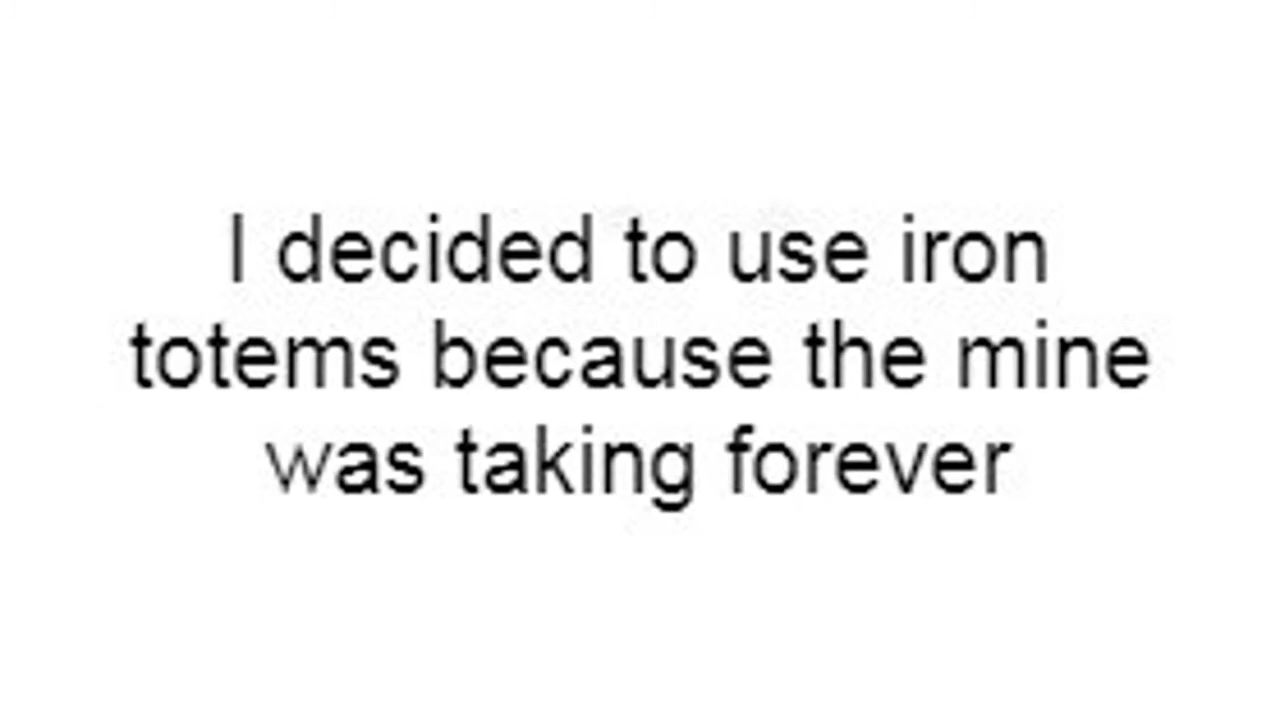 I decided to use iron
totems because the mine
was taking forever